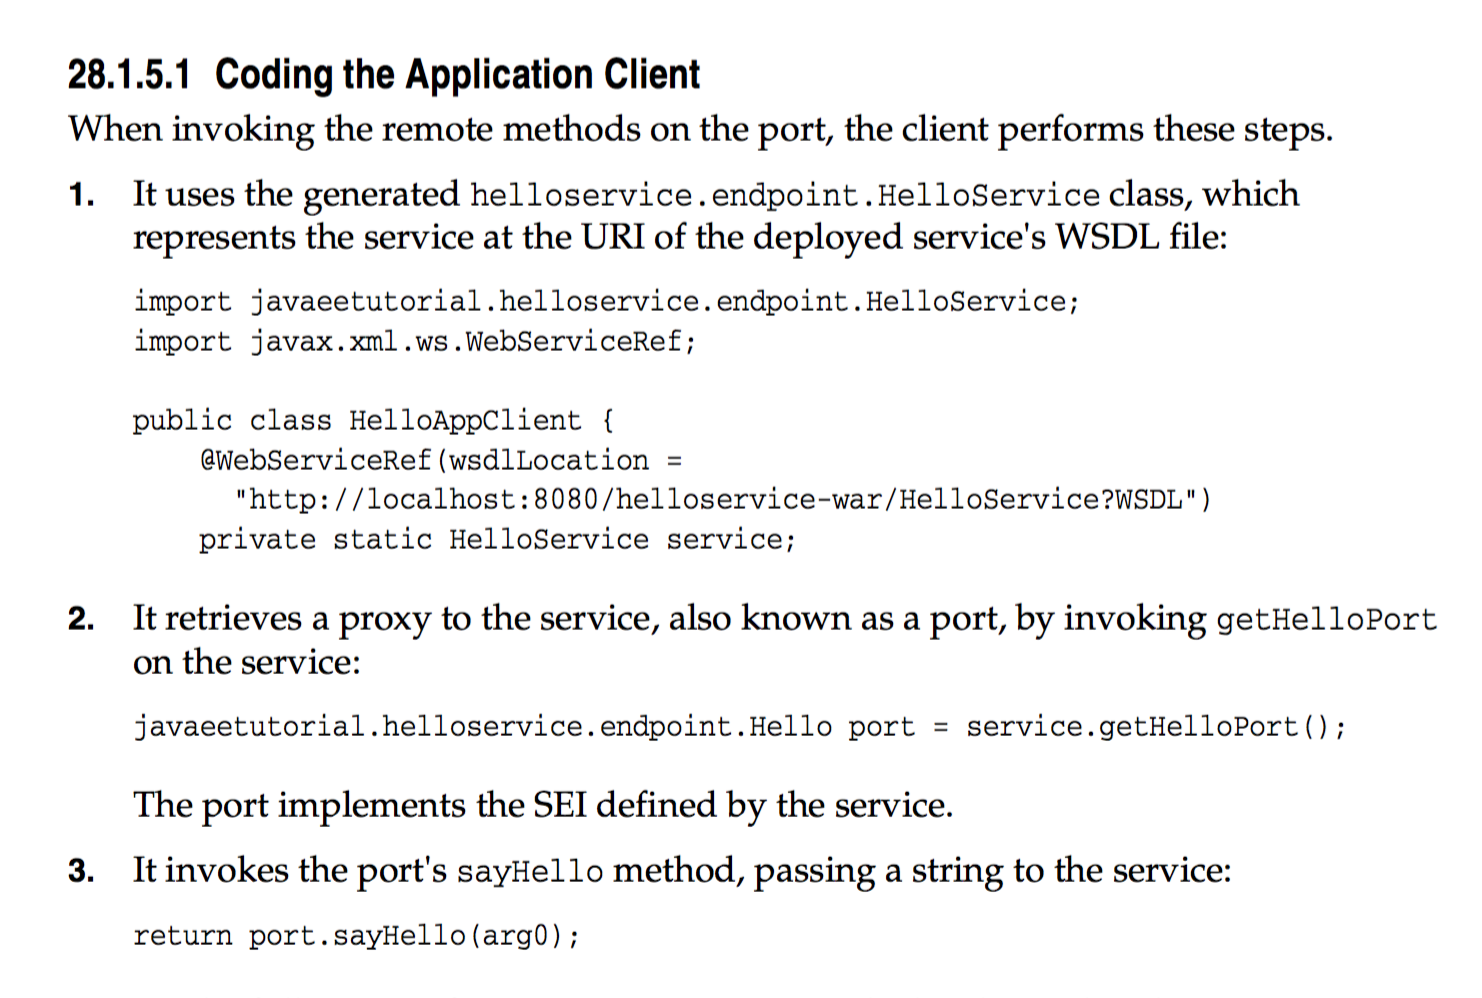 28.1.5.1 Coding the Application Client
When invoking the remote methods on the port, the client performs these steps.
1. It uses the generated helloservice.endpoint.HelloService class, which
represents the service at the URI of the deployed service's WSDL file:
import javaeetutorial.helloservice.endpoint.HelloService;
import javax.xml.ws.WebServiceRef;
public class HelloAppClient {
@WebServiceRef(wsdlLocation =
"http://localhost:8080/helloservice-war/HelloService?WSDL")
private static HelloService service;
2. It retrieves a proxy to the service, also known as a port, by invoking getHelloPort
on the service:
javaeetutorial.helloservice.endpoint.Hello port = service.getHelloPort();
The port implements the SEI defined by the service.
3. It invokes the port's sayHello method, passing a string to the service:
return port.sayHello(arg0);